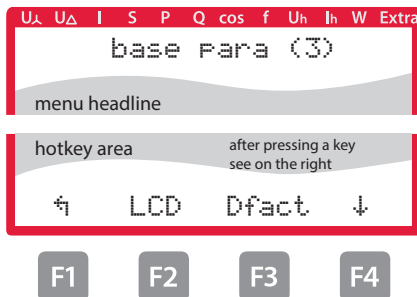 U⅄ U△ I S P Q cos f Uh Ih W Extra
base para (3)
menu headline
hotkey area
after pressing a key
see on the right
↰ LCD Dfact. ↓
F1 F2 F3 F4